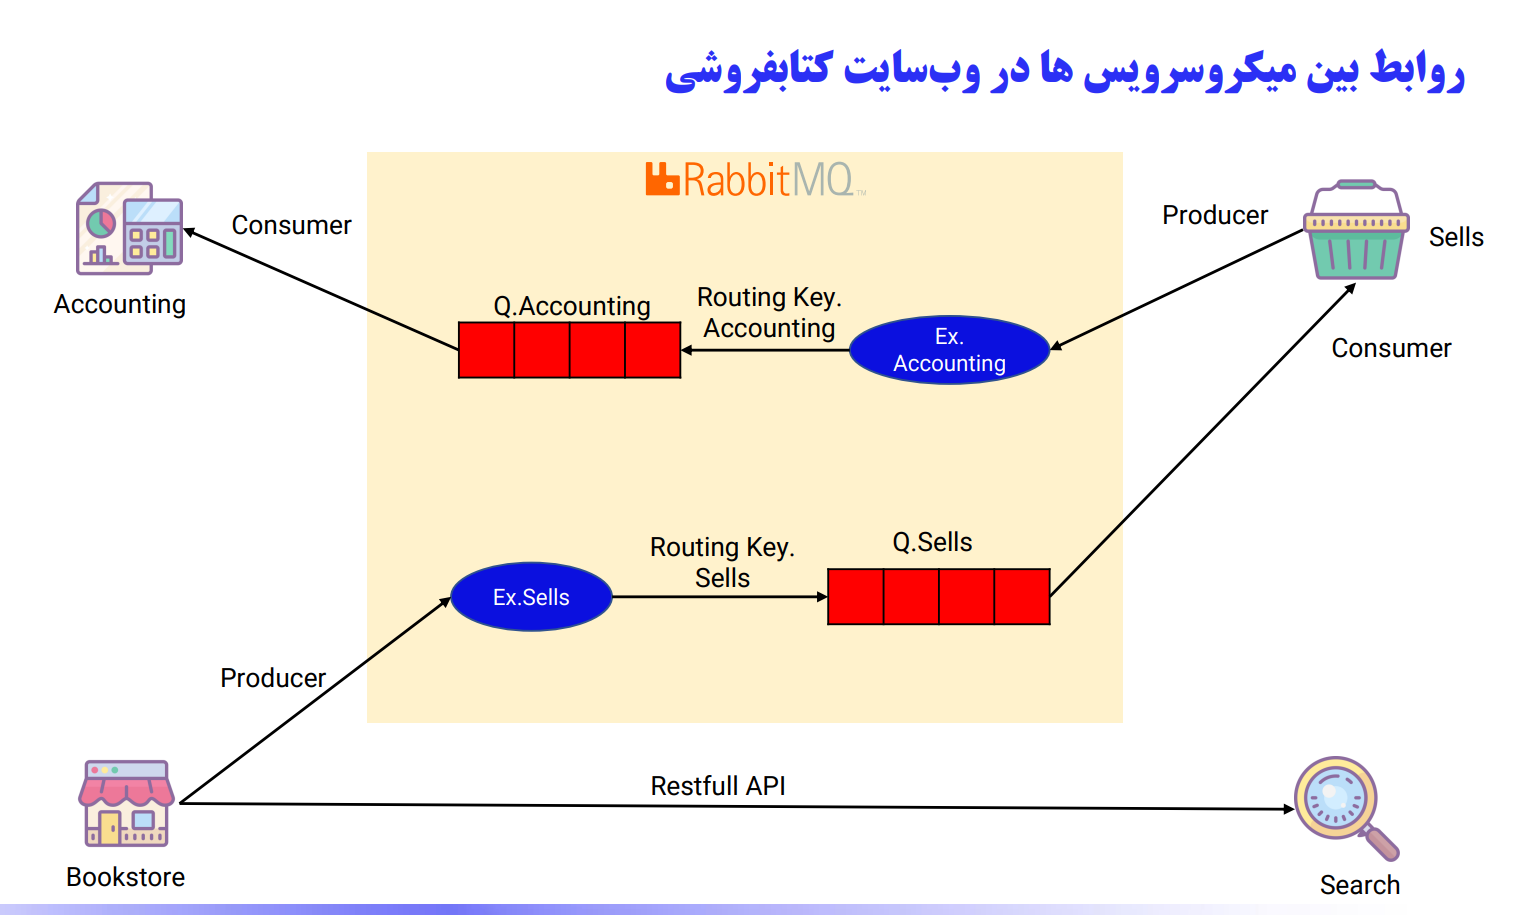 روابط بین میکروسرویس ها در وب‌سایت کتابفروشی
RabbitMQ™
Consumer
Producer
Sells
Accounting
Q.Accounting
Routing Key.
Accounting
Ex.
Accounting
Consumer
Ex.Sells
Routing Key.
Sells
Q.Sells
Producer
Restfull API
Bookstore
Search